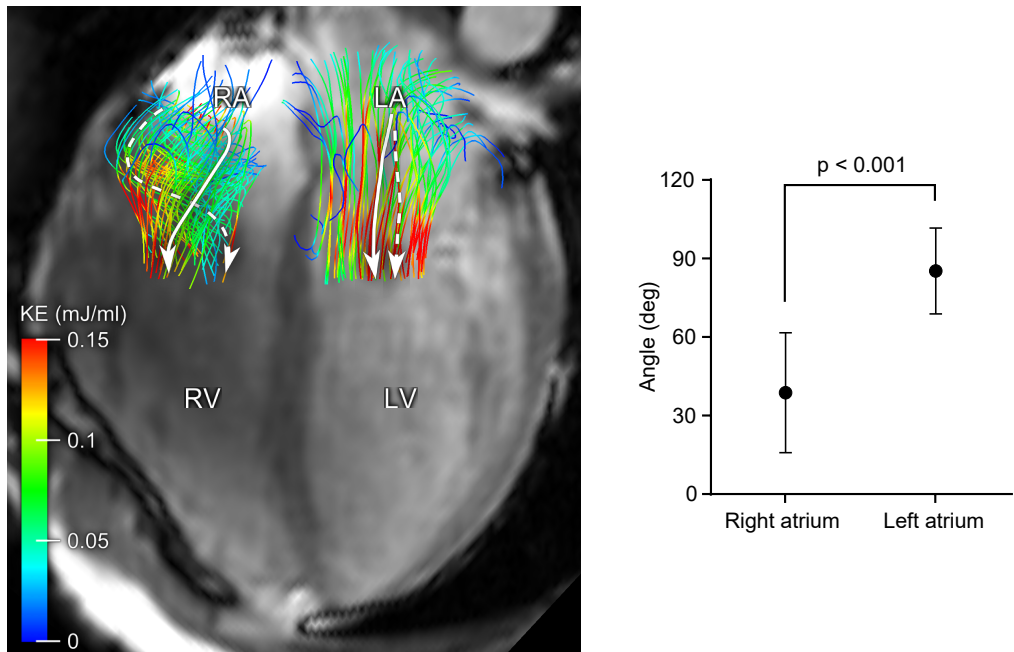 RA
LA
KE (mJ/ml)
0.15
0.1
0.05
0
RV
LV
p < 0.001
Angle (deg)
120
90
60
30
0
Right atrium
Left atrium